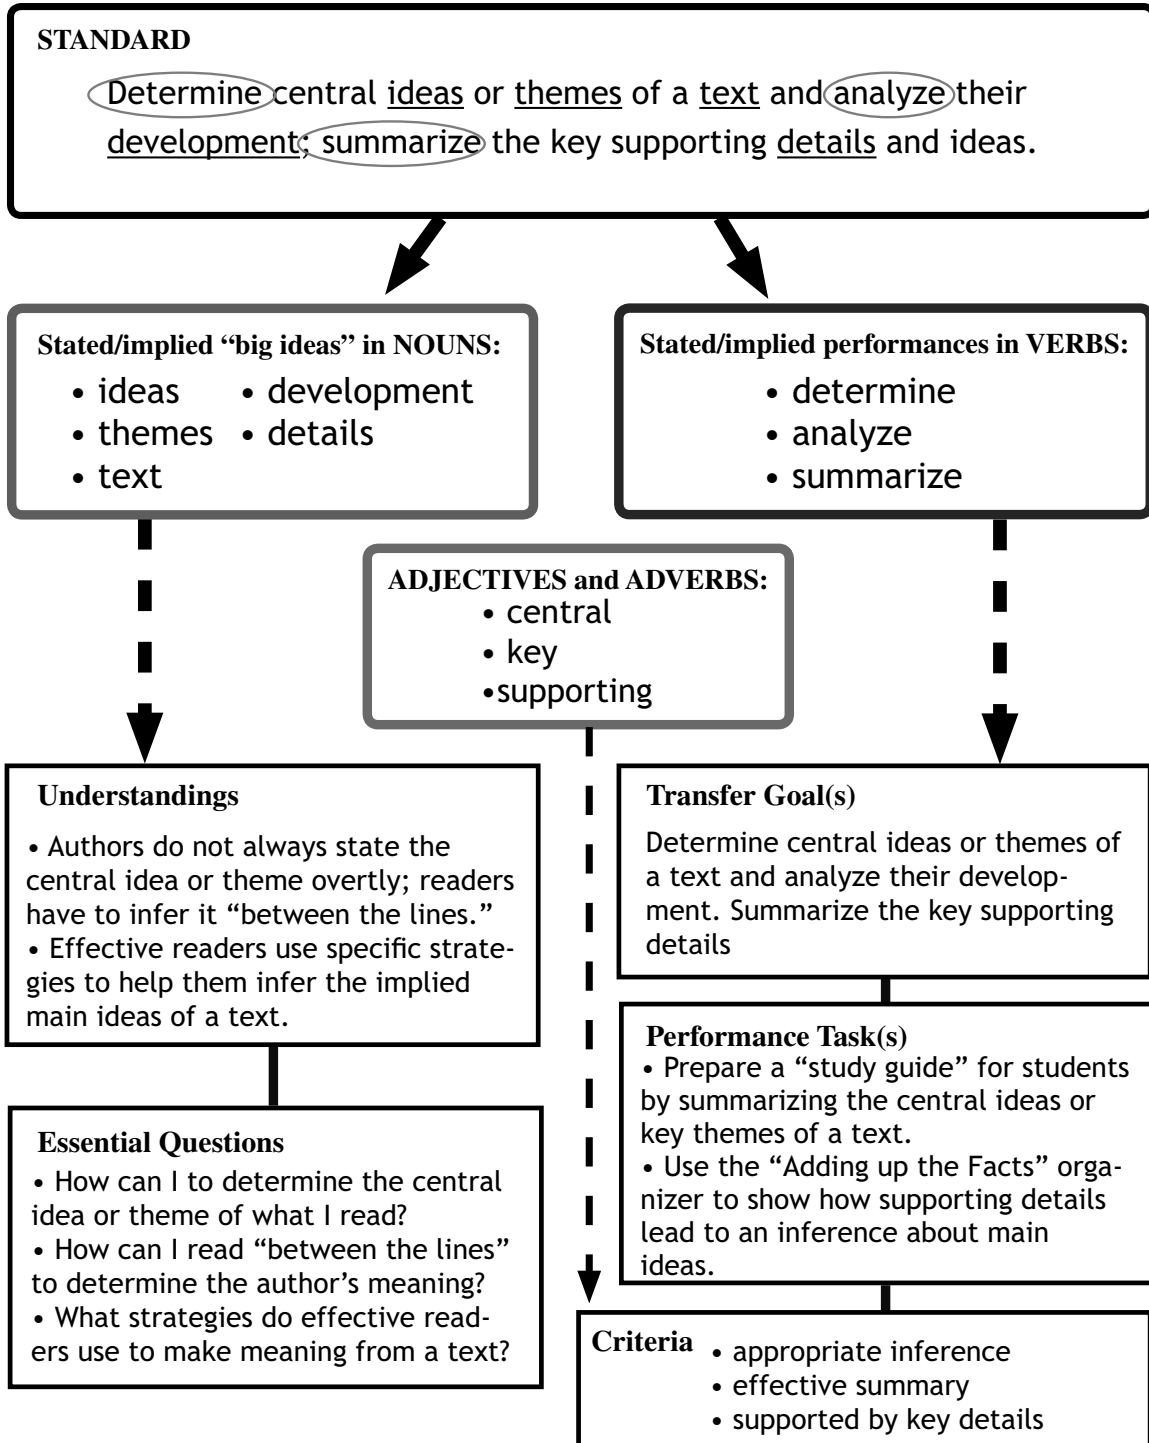 STANDARD
Determine central ideas or themes of a text and analyze their
development; summarize the key supporting details and ideas.
Stated/implied “big ideas” in NOUNS:
• ideas • development
• themes • details
• text
Stated/implied performances in VERBS:
• determine
• analyze
• summarize
ADJECTIVES and ADVERBS:
• central
• key
•supporting
Understandings
• Authors do not always state the
central idea or theme overtly; readers
have to infer it “between the lines.”
• Effective readers use specific strate-
gies to help them infer the implied
main ideas of a text.
Essential Questions
• How can I to determine the central
idea or theme of what I read?
• How can I read “between the lines”
to determine the author’s meaning?
• What strategies do effective read-
ers use to make meaning from a text?
Transfer Goal(s)
Determine central ideas or themes of
a text and analyze their develop-
ment. Summarize the key supporting
details
Performance Task(s)
• Prepare a “study guide” for students
by summarizing the central ideas or
key themes of a text.
• Use the “Adding up the Facts” orga-
nizer to show how supporting details
lead to an inference about main
ideas.
Criteria
• appropriate inference
• effective summary
• supported by key details